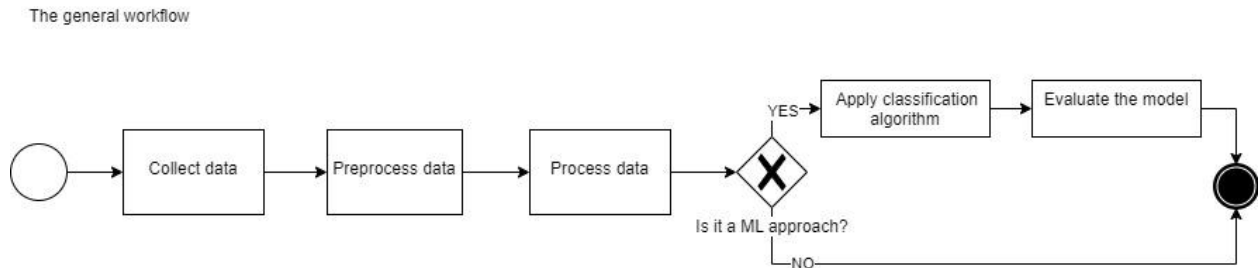 The general workflow
Collect data
Preprocess data
Process data
Is it a ML approach?
YES
Apply classification
algorithm
Evaluate the model
NO